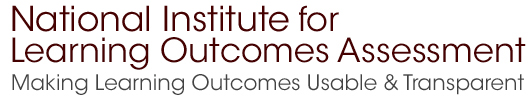 National Institute for
Learning Outcomes Assessment
Making Learning Outcomes Usable & Transparent